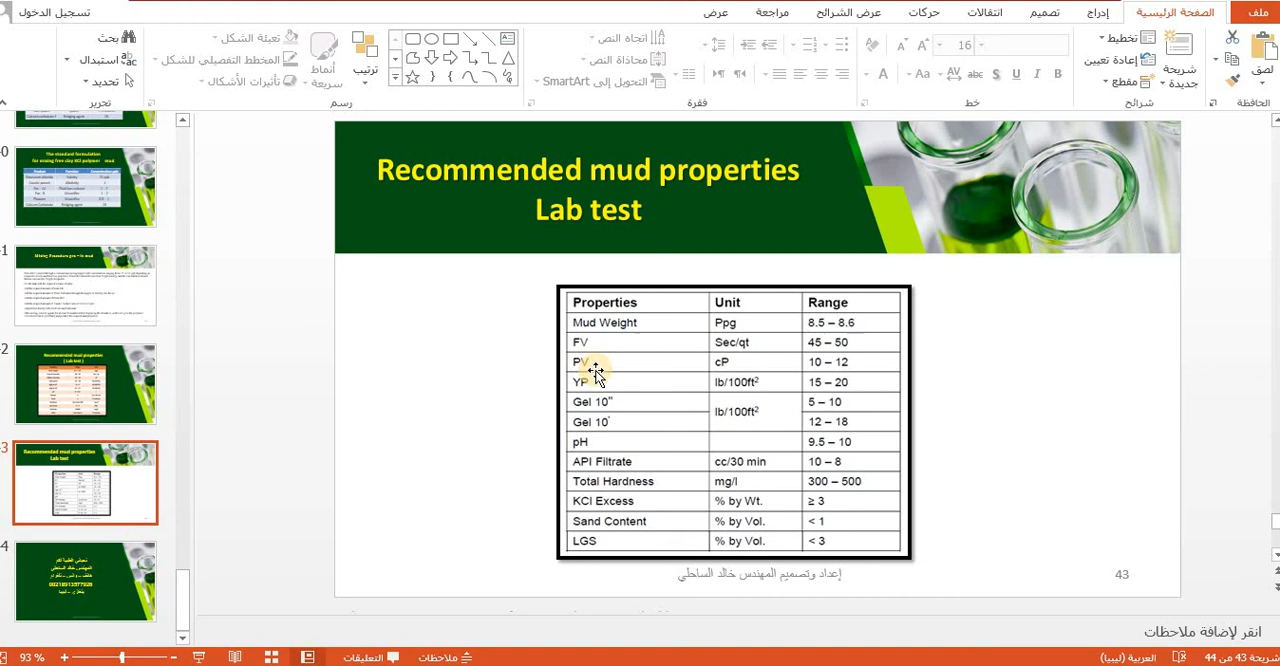 تسجيل الدخول
ملف
الصفحة الرئيسية
إدراج
تصميم
انتقالات
حركات
عرض الشرائح
مراجعة
عرض
لصق
الحافظة
شريحة جديدة
تخطيط
إعادة تعيين
مقطع
شرائح
16
خط
اتجاه النص
محاذاة النص
التحويل إلى SmartArt
فقرة
ترتيب
أنماط سريعة
تعبئة الشكل
المخطط التفصيلي للشكل
تأثيرات الأشكال
رسم
بحث
استبدال
تحديد
تحرير
Recommended mud properties
Lab test
Properties Unit Range
Mud Weight Ppg 8.5 – 8.6
FV Sec/qt 45 – 50
PV cP 10 – 12
YP lb/100ft² 15 – 20
Gel 10" lb/100ft² 5 – 10
Gel 10' 12 – 18
pH 9.5 – 10
API Filtrate cc/30 min 10 – 8
Total Hardness mg/l 300 – 500
KCl Excess % by Wt. ≥ 3
Sand Content % by Vol. < 1
LGS % by Vol. < 3
إعداد وتصميم المهندس خالد الساحلي
43
انقر لإضافة ملاحظات
شريحة 43 من 44
العربية (ليبيا)
ملاحظات
التعليقات
93 %